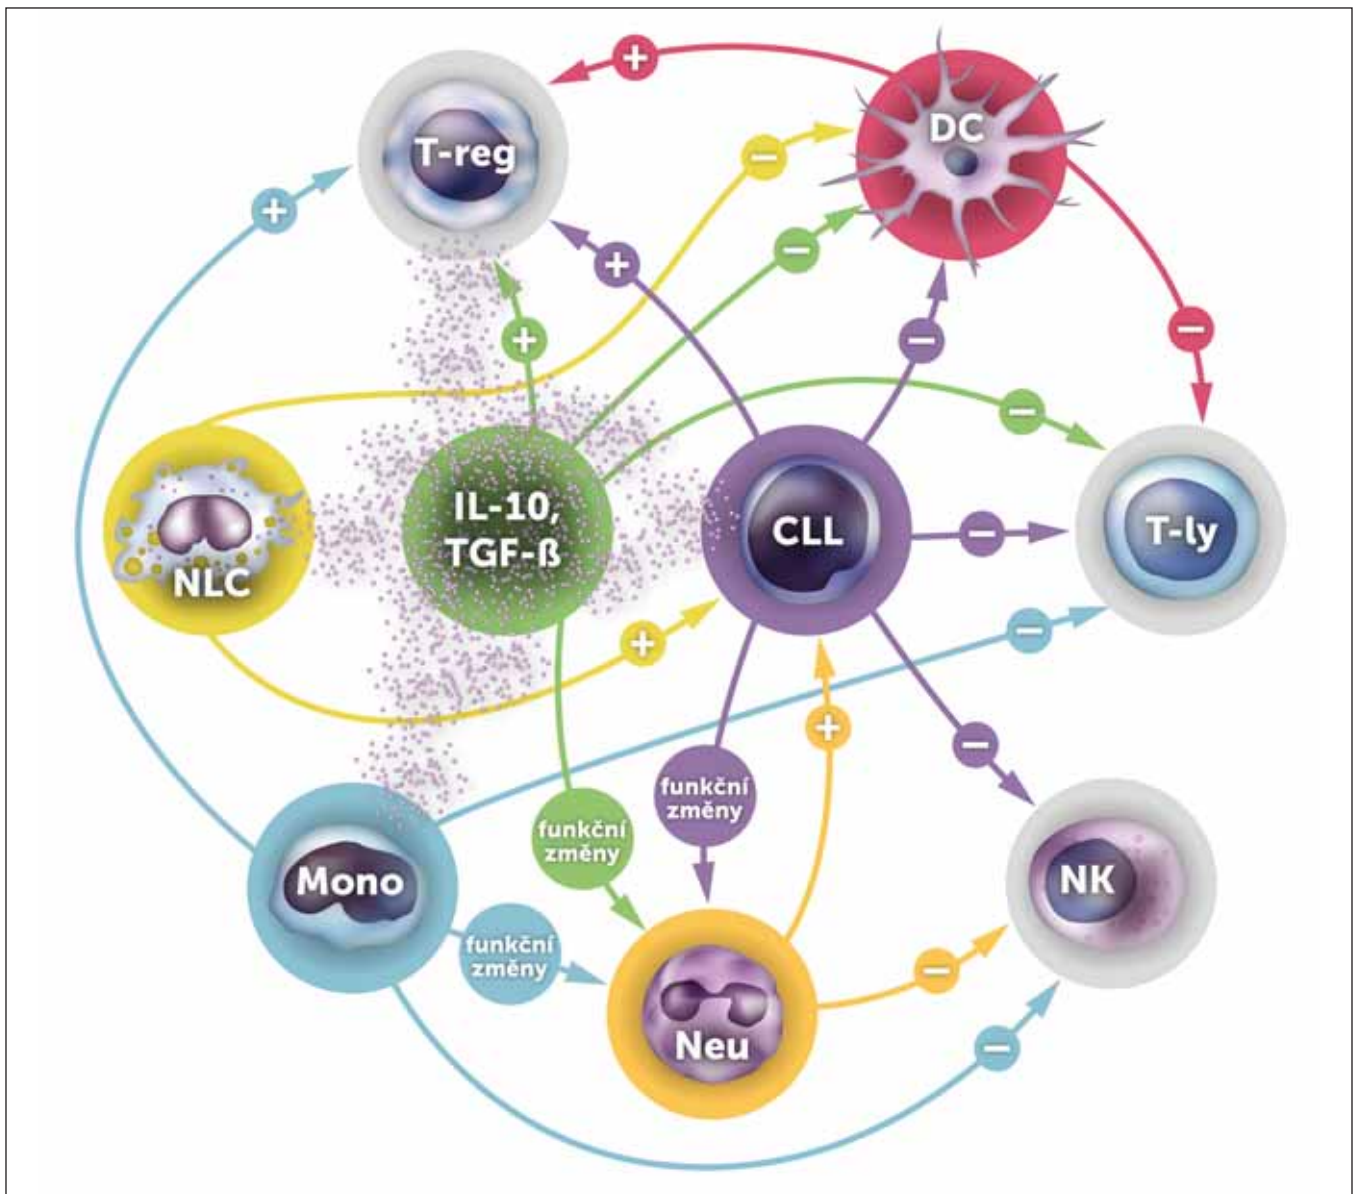 DC
T-reg
IL-10,
TGF-ß
CLL
T-ly
NLC
funkční
změny
funkční
změny
Mono
NK
funkční
změny
Neu